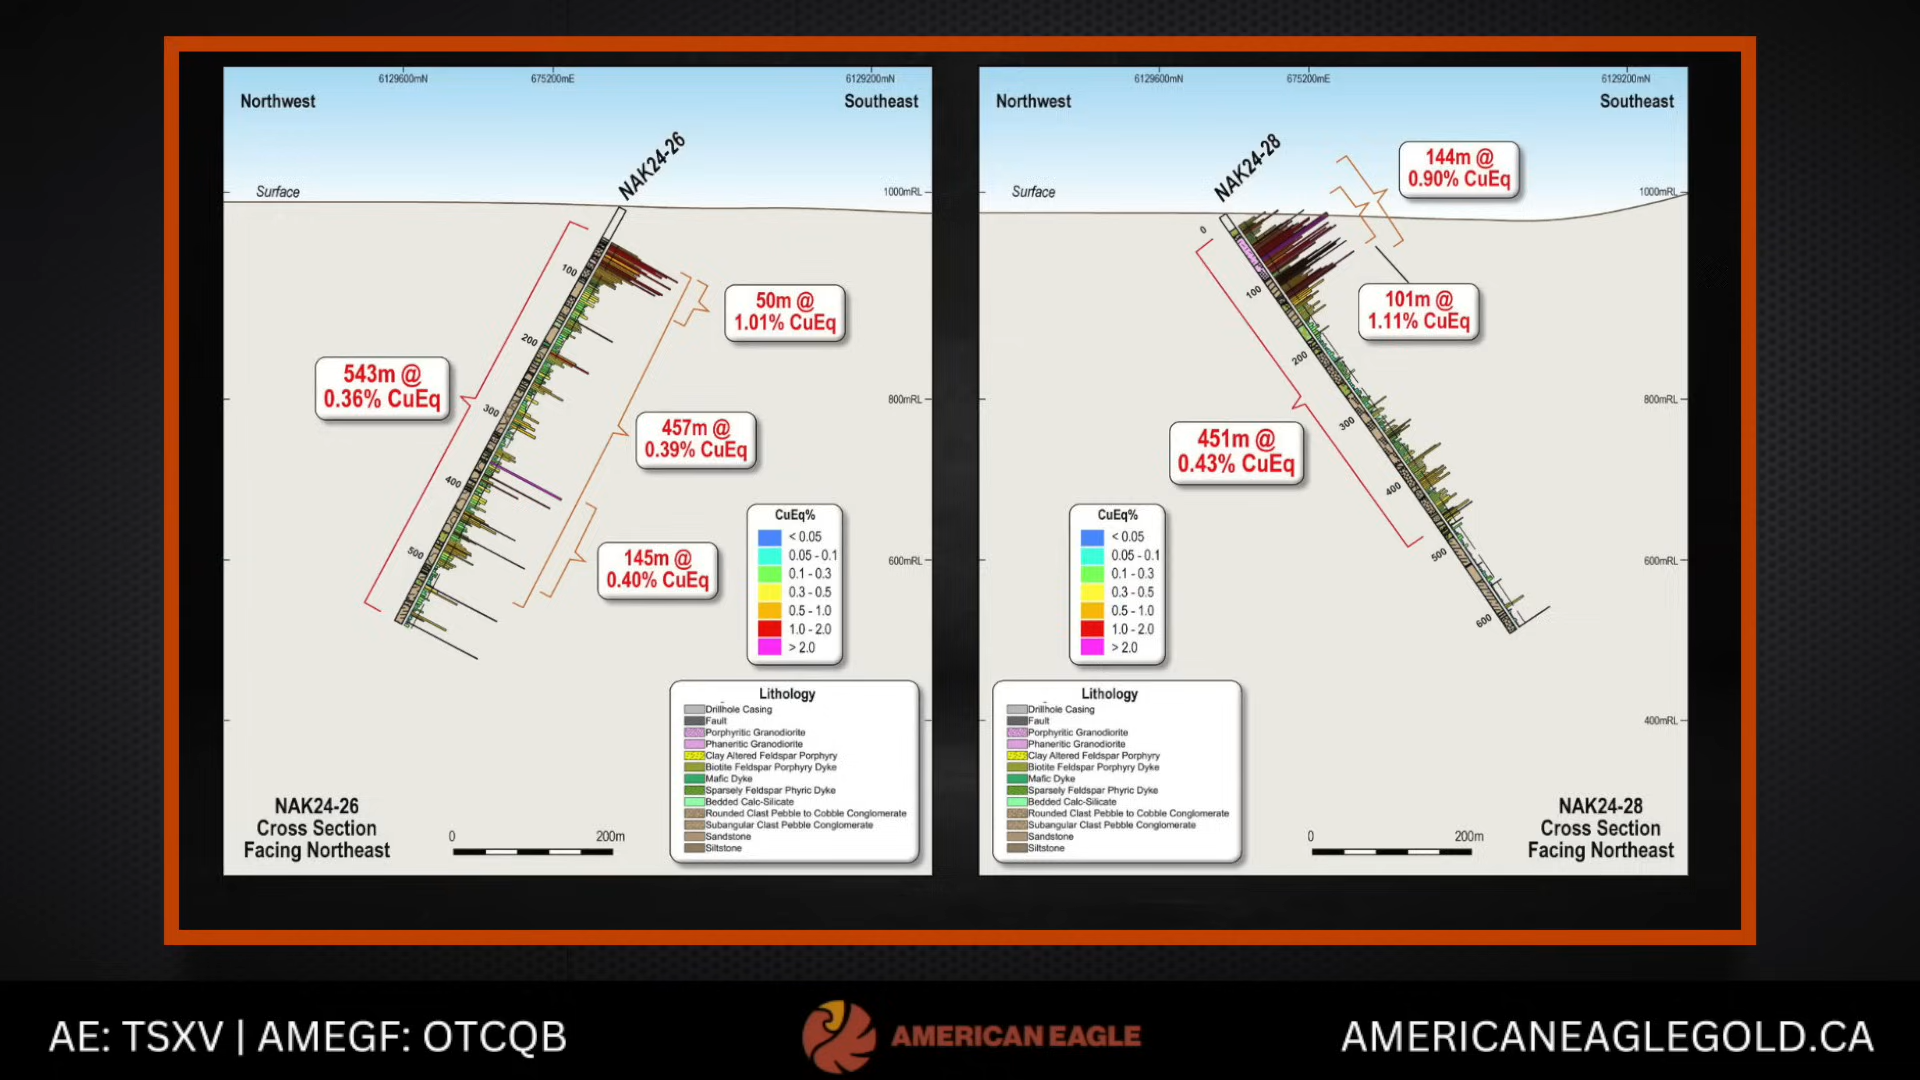 6129600mN
675200mE
6129200mN
Northwest
Southeast
NAK24-26
Surface
1000mRL
100
50m @
1.01% CuEq
200
543m @
0.36% CuEq
800mRL
300
457m @
0.39% CuEq
400
500
145m @
0.40% CuEq
600mRL
CuEq%
< 0.05
0.05 - 0.1
0.1 - 0.3
0.3 - 0.5
0.5 - 1.0
1.0 - 2.0
> 2.0
Lithology
Drillhole Casing
Fault
Porphyritic Granodiorite
Phaneritic Granodiorite
Clay Altered Feldspar Porphyry
Biotite Feldspar Porphyry Dyke
Mafic Dyke
Sparsely Feldspar Phyric Dyke
Bedded Calc-Silicate
Rounded Clast Pebble to Cobble Conglomerate
Subangular Clast Pebble Conglomerate
Sandstone
Siltstone
NAK24-26
Cross Section
Facing Northeast
0
200m
6129600mN
675200mE
6129200mN
Northwest
Southeast
NAK24-28
144m @
0.90% CuEq
Surface
1000mRL
0
100
101m @
1.11% CuEq
200
800mRL
300
451m @
0.43% CuEq
400
500
600mRL
600
CuEq%
< 0.05
0.05 - 0.1
0.1 - 0.3
0.3 - 0.5
0.5 - 1.0
1.0 - 2.0
> 2.0
Lithology
Drillhole Casing
Fault
Porphyritic Granodiorite
Phaneritic Granodiorite
Clay Altered Feldspar Porphyry
Biotite Feldspar Porphyry Dyke
Mafic Dyke
Sparsely Feldspar Phyric Dyke
Bedded Calc-Silicate
Rounded Clast Pebble to Cobble Conglomerate
Subangular Clast Pebble Conglomerate
Sandstone
Siltstone
400mRL
0
200m
NAK24-28
Cross Section
Facing Northeast
AE: TSXV | AMEGF: OTCQB
AMERICAN EAGLE
AMERICANEAGLEGOLD.CA